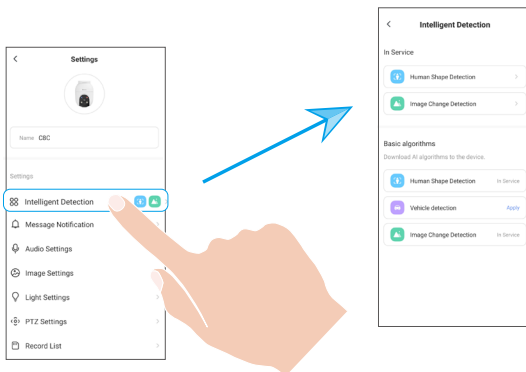 Settings
Name C8C
Settings
Intelligent Detection
Message Notification
Audio Settings
Image Settings
Light Settings
PTZ Settings
Record List
Intelligent Detection
In Service
Human Shape Detection
Image Change Detection
Basic algorithms
Download AI algorithms to the device.
Human Shape Detection In Service
Vehicle detection Apply
Image Change Detection In Service